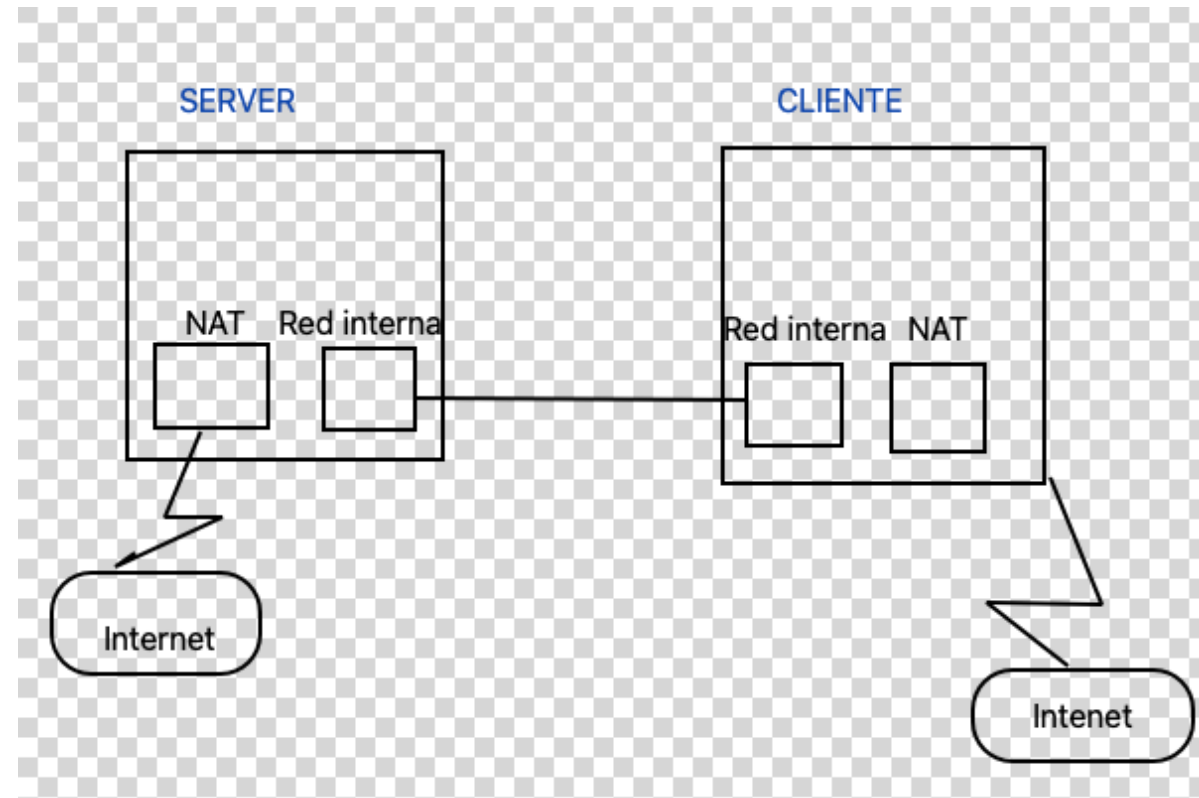 SERVER
CLIENTE
NAT
Red interna
Red interna
NAT
Internet
Intenet